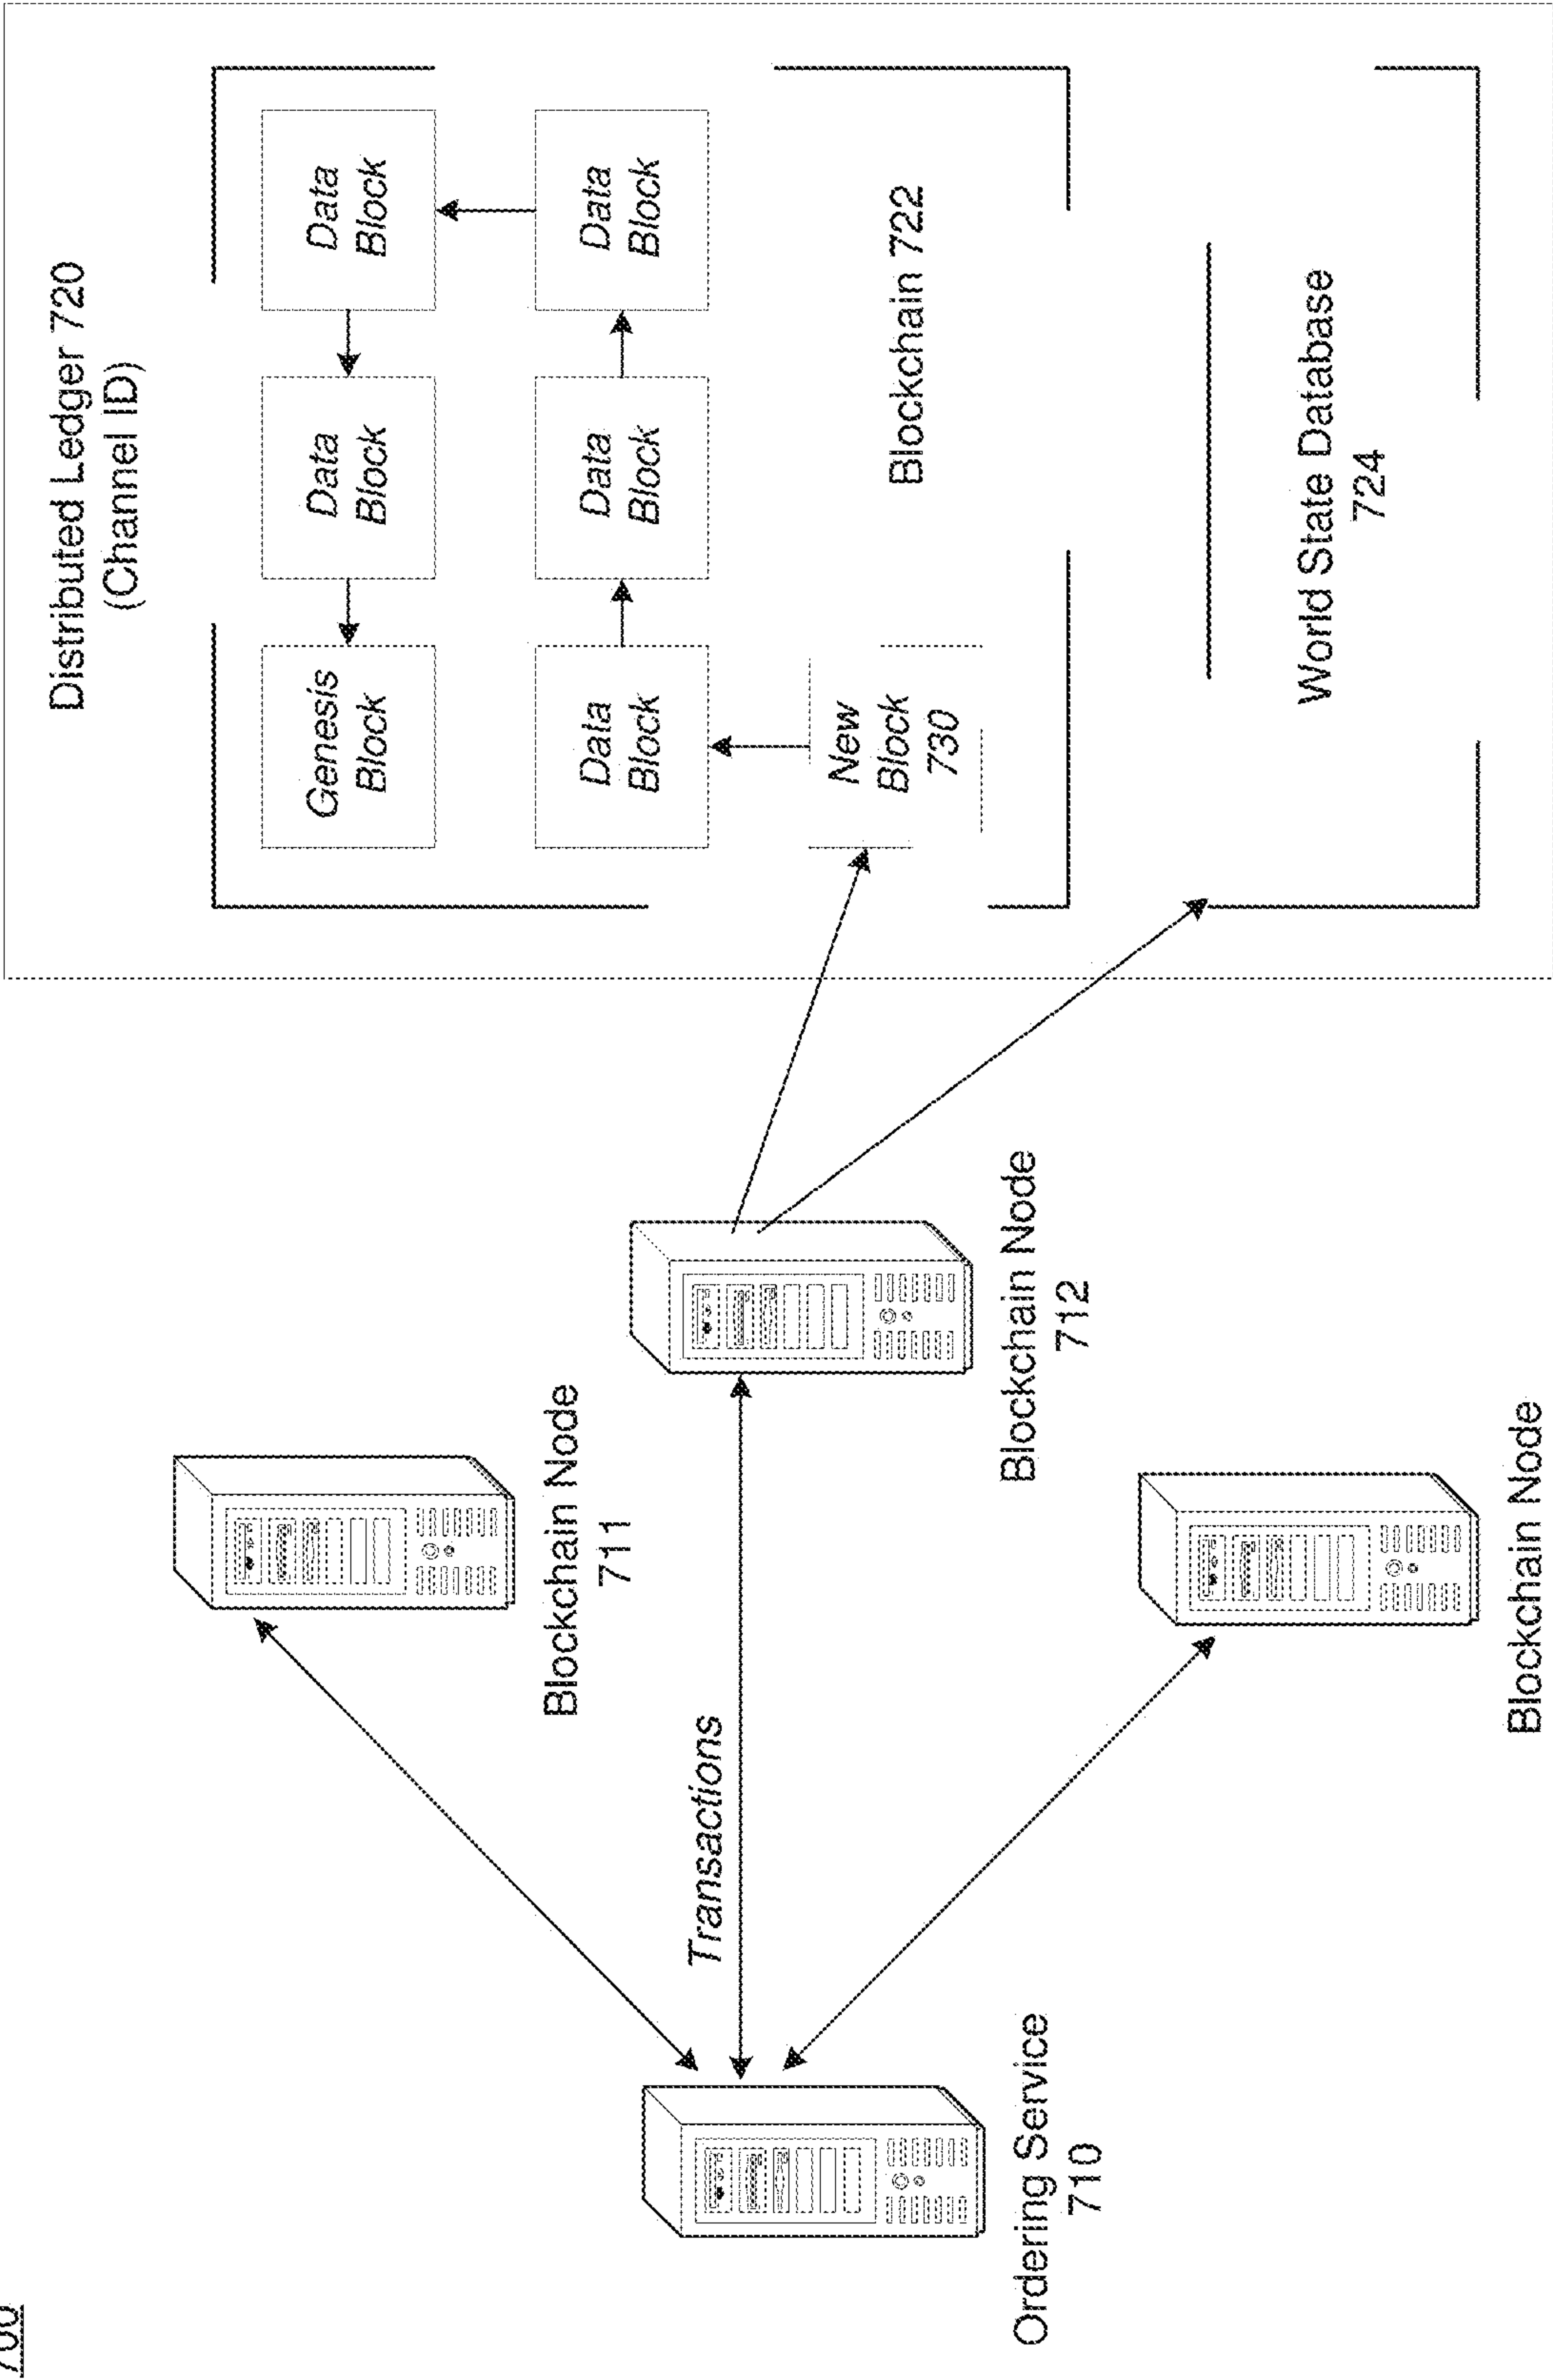 700
Ordering Service
710
Transactions
Blockchain Node
711
Blockchain Node
712
Blockchain Node
Distributed Ledger 720
(Channel ID)
Genesis
Block
Data
Block
Data
Block
Data
Block
Data
Block
Data
Block
New
Block
730
Blockchain 722
World State Database
724